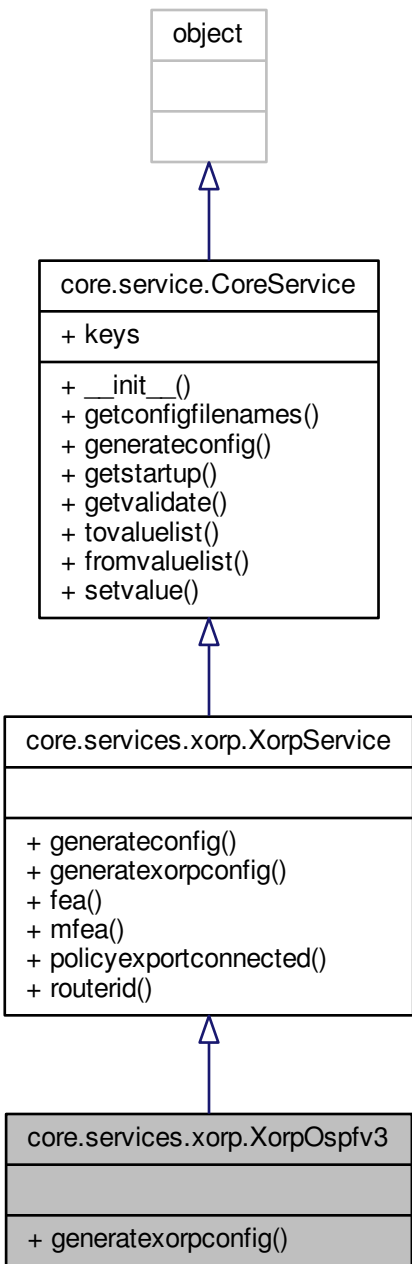 object
core.service.CoreService
+ keys
+ __init__()
+ getconfigfilenames()
+ generateconfig()
+ getstartup()
+ getvalidate()
+ tovaluelist()
+ fromvaluelist()
+ setvalue()
core.services.xorp.XorpService
+ generateconfig()
+ generatexorpconfig()
+ fea()
+ mfea()
+ policyexportconnected()
+ routerid()
core.services.xorp.XorpOspfv3
+ generatexorpconfig()